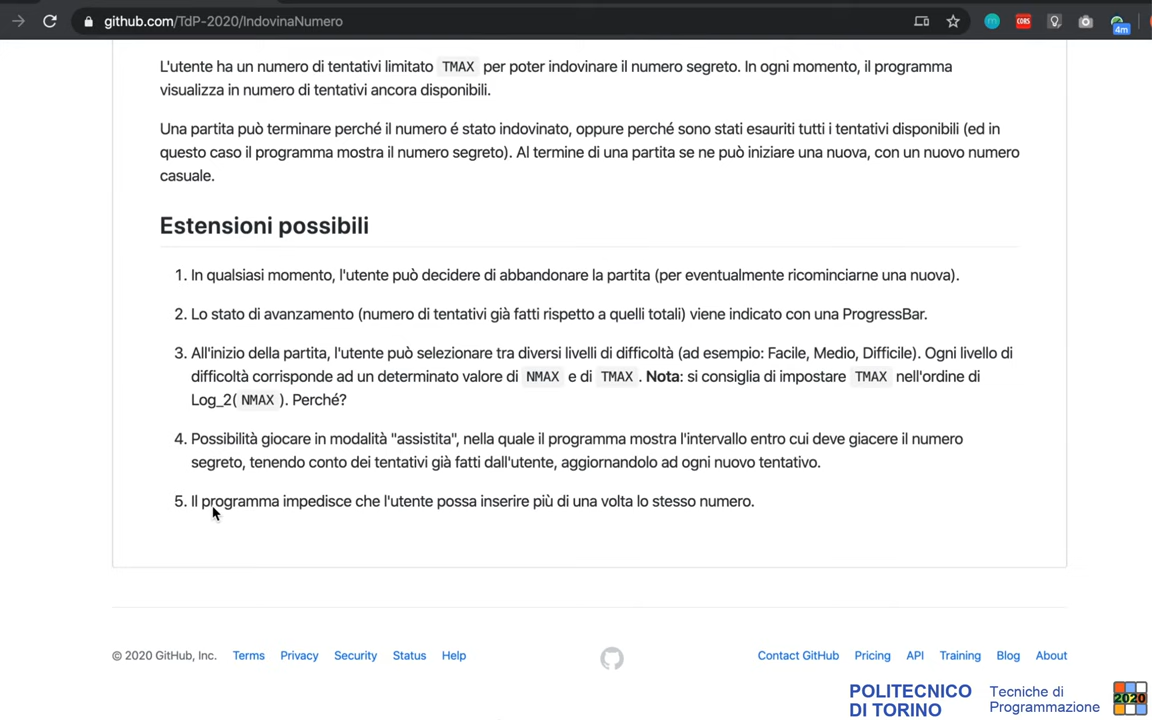 github.com/TdP-2020/IndovinaNumero
CORS
4m
L'utente ha un numero di tentativi limitato TMAX per poter indovinare il numero segreto. In ogni momento, il programma
visualizza in numero di tentativi ancora disponibili.
Una partita può terminare perché il numero é stato indovinato, oppure perché sono stati esauriti tutti i tentativi disponibili (ed in
questo caso il programma mostra il numero segreto). Al termine di una partita se ne può iniziare una nuova, con un nuovo numero
casuale.
Estensioni possibili
1. In qualsiasi momento, l'utente può decidere di abbandonare la partita (per eventualmente ricominciarne una nuova).
2. Lo stato di avanzamento (numero di tentativi già fatti rispetto a quelli totali) viene indicato con una ProgressBar.
3. All'inizio della partita, l'utente può selezionare tra diversi livelli di difficoltà (ad esempio: Facile, Medio, Difficile). Ogni livello di
difficoltà corrisponde ad un determinato valore di NMAX e di TMAX . Nota: si consiglia di impostare TMAX nell'ordine di
Log_2( NMAX ). Perché?
4. Possibilità giocare in modalità "assistita", nella quale il programma mostra l'intervallo entro cui deve giacere il numero
segreto, tenendo conto dei tentativi già fatti dall'utente, aggiornandolo ad ogni nuovo tentativo.
5. Il programma impedisce che l'utente possa inserire più di una volta lo stesso numero.
© 2020 GitHub, Inc. Terms Privacy Security Status Help Contact GitHub Pricing API Training Blog About
POLITECNICO
DI TORINO
Tecniche di
Programmazione
2020